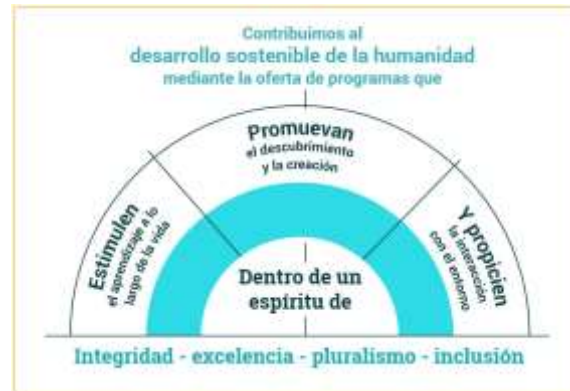 Contribuimos al
desarrollo sostenible de la humanidad
mediante la oferta de programas que
Estimulen
el aprendizaje a lo
largo de la vida
Promuevan
el descubrimiento
y la creación
Y propicien
la interacción
con el entorno
Dentro de un
espíritu de
Integridad - excelencia - pluralismo - inclusión